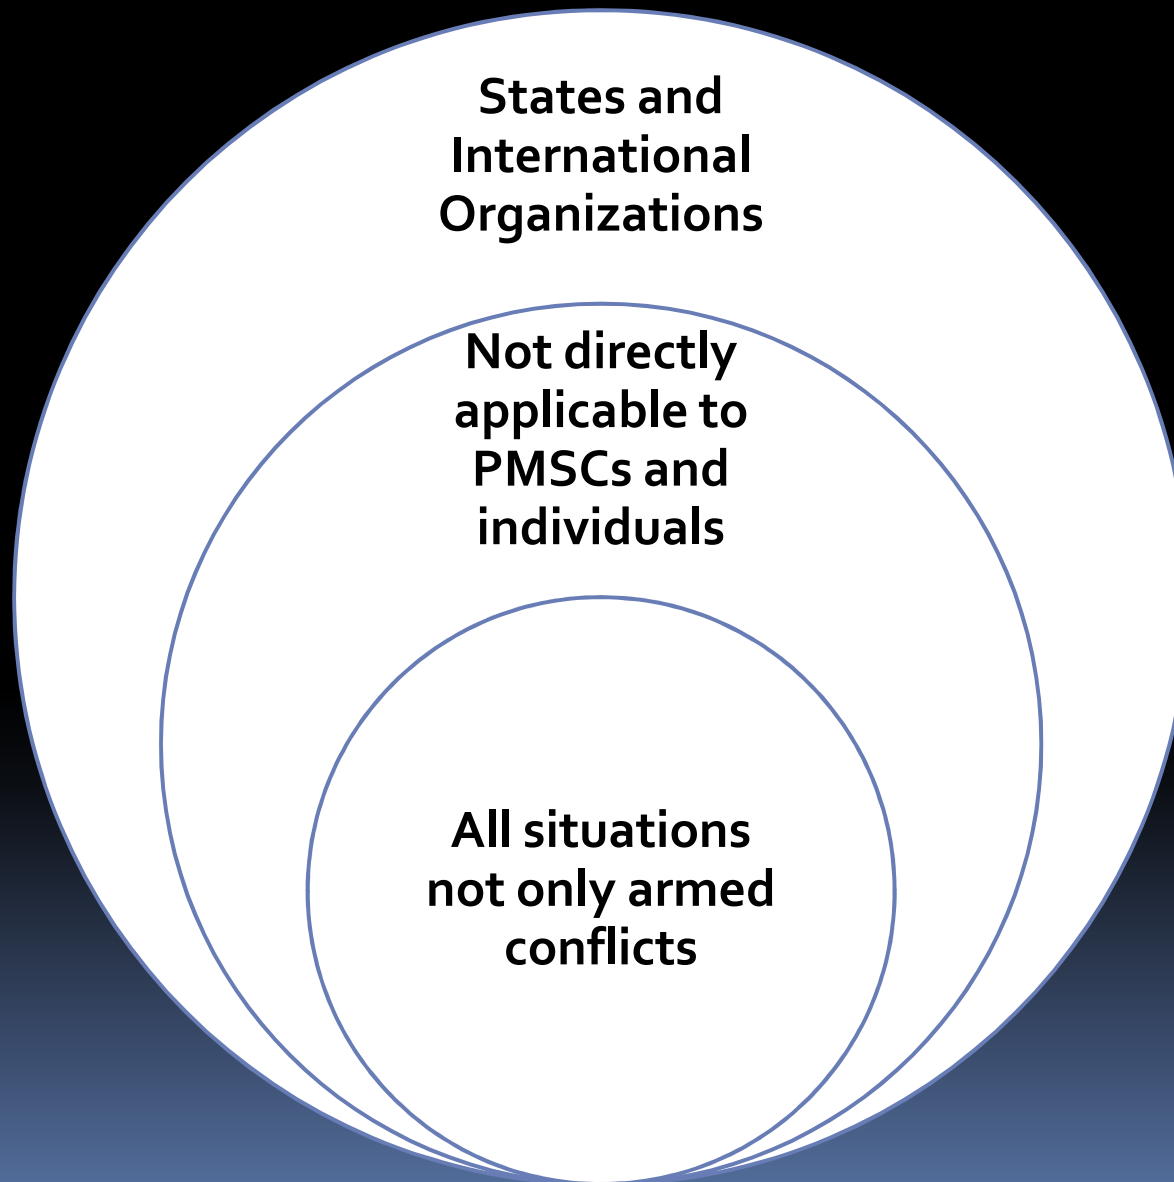 States and
International
Organizations
Not directly
applicable to
PMSCs and
individuals
All situations
not only armed
conflicts